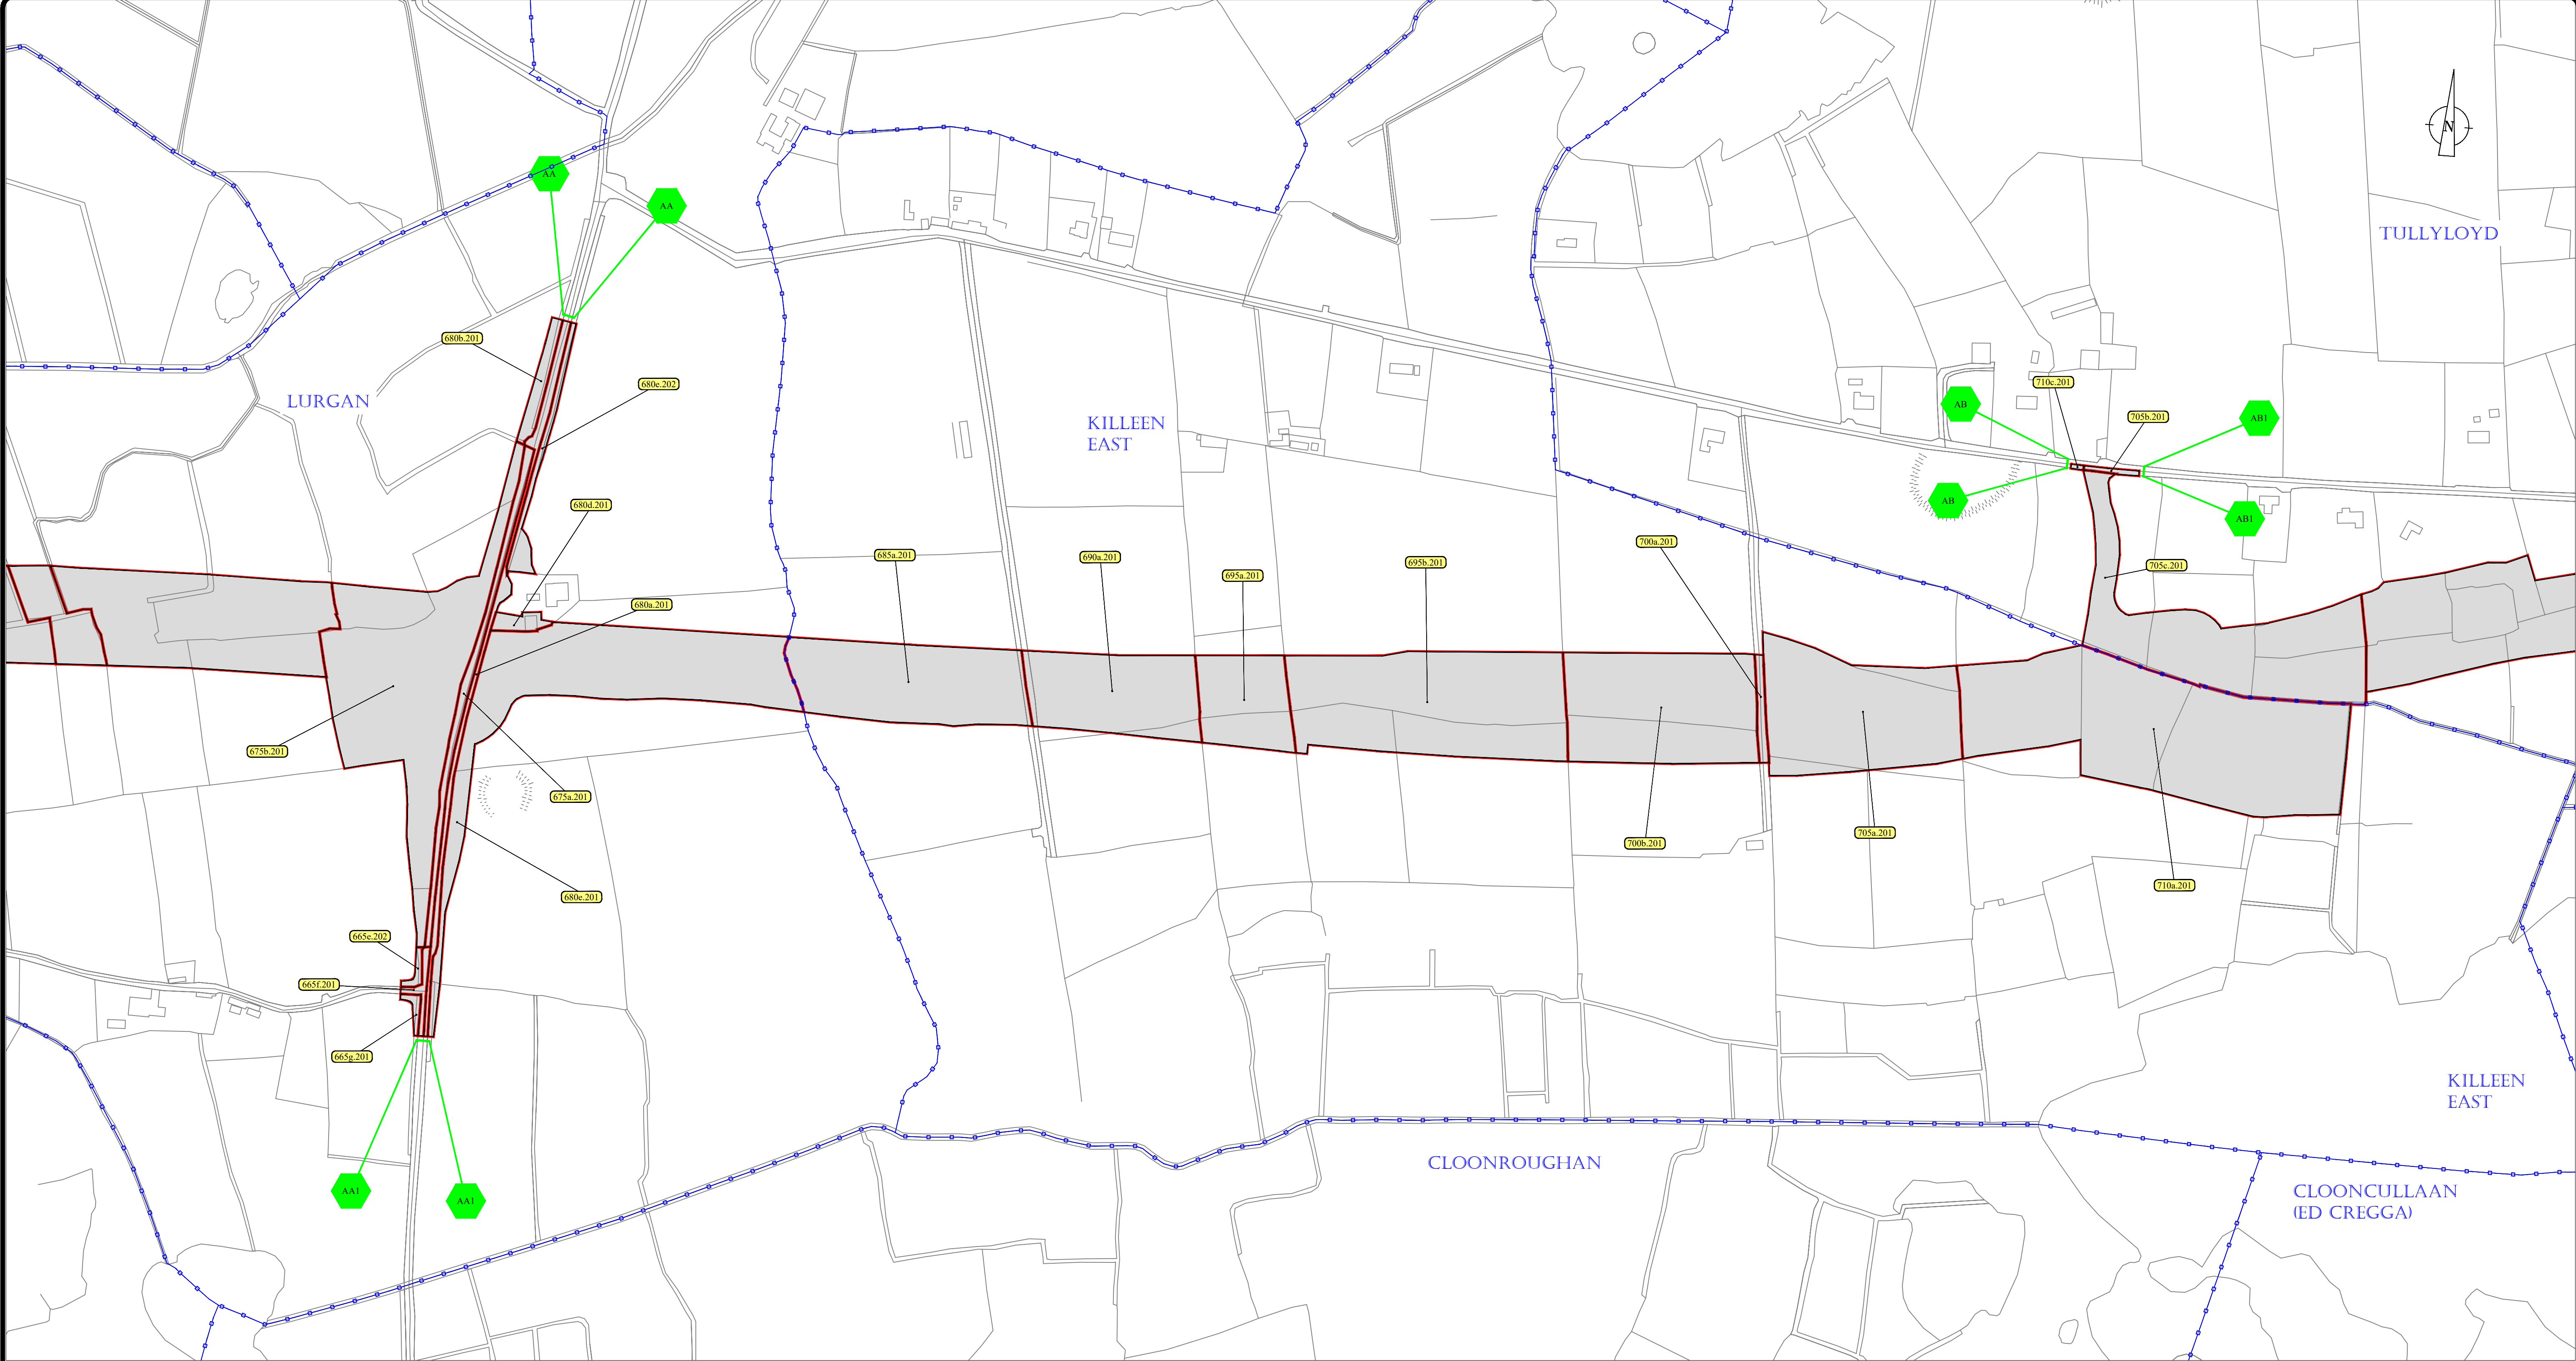 N
AA
AA
TULLYLOYD
680b.201
680e.202
LURGAN
KILLEEN
EAST
710c.201
AB
705b.201
AB1
AB
AB1
680d.201
700a.201
685a.201
690a.201
695b.201
705c.201
695a.201
680a.201
675b.201
675a.201
705a.201
700b.201
710a.201
680e.201
665e.202
665f.201
665g.201
KILLEEN
EAST
CLOONROUGHAN
AA1
AA1
CLOONCULLAAN
(ED CREGGA)